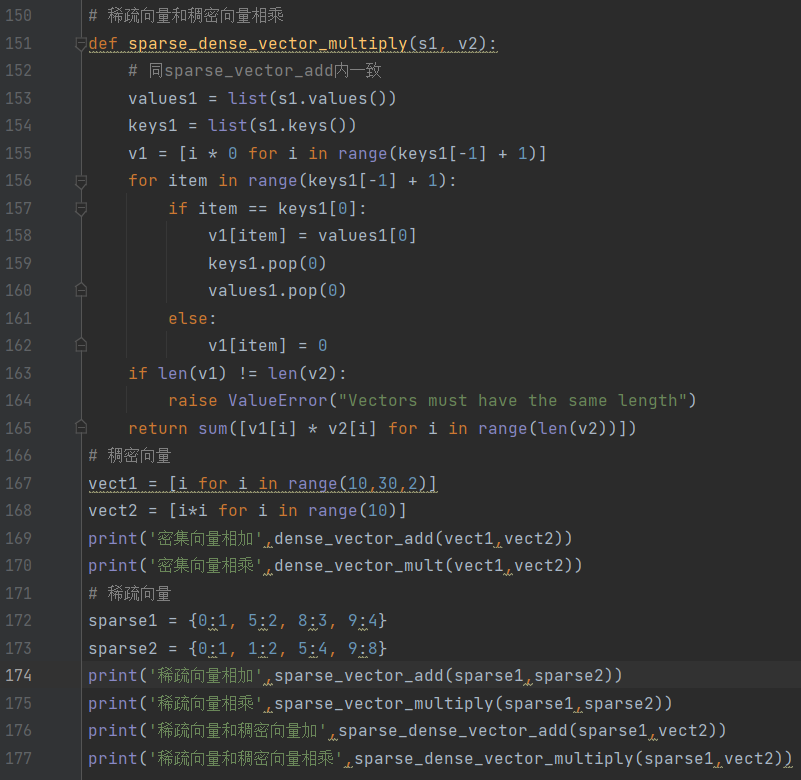 150 # 稀疏向量和稠密向量相乘
151 def sparse_dense_vector_multiply(s1, v2):
152     # 同sparse_vector_add内一致
153     values1 = list(s1.values())
154     keys1 = list(s1.keys())
155     v1 = [i * 0 for i in range(keys1[-1] + 1)]
156     for item in range(keys1[-1] + 1):
157         if item == keys1[0]:
158             v1[item] = values1[0]
159             keys1.pop(0)
160             values1.pop(0)
161         else:
162             v1[item] = 0
163     if len(v1) != len(v2):
164         raise ValueError("Vectors must have the same length")
165     return sum([v1[i] * v2[i] for i in range(len(v2))])
166 # 稠密向量
167 vect1 = [i for i in range(10,30,2)]
168 vect2 = [i*i for i in range(10)]
169 print('密集向量相加',dense_vector_add(vect1,vect2))
170 print('密集向量相乘',dense_vector_mult(vect1,vect2))
171 # 稀疏向量
172 sparse1 = {0:1, 5:2, 8:3, 9:4}
173 sparse2 = {0:1, 1:2, 5:4, 9:8}
174 print('稀疏向量相加',sparse_vector_add(sparse1,sparse2))
175 print('稀疏向量相乘',sparse_vector_multiply(sparse1,sparse2))
176 print('稀疏向量和稠密向量加',sparse_dense_vector_add(sparse1,vect2))
177 print('稀疏向量和稠密向量相乘',sparse_dense_vector_multiply(sparse1,vect2))